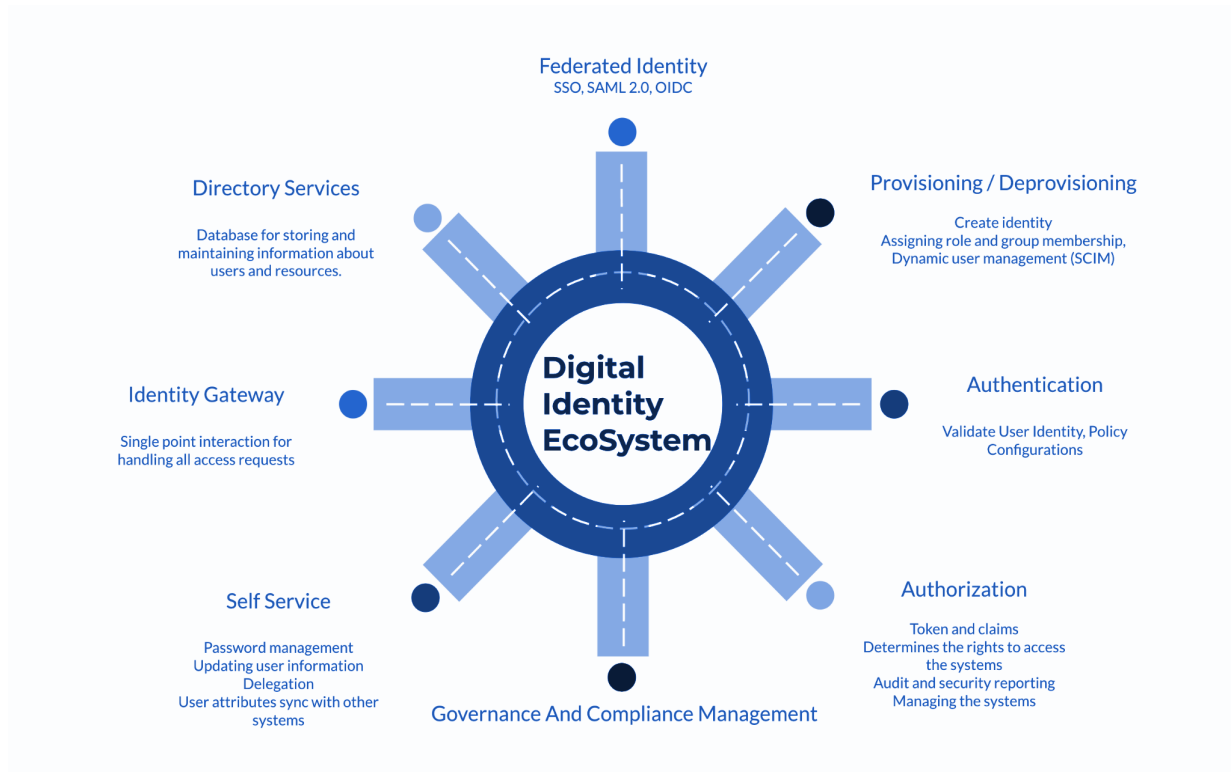 Federated Identity
SSO, SAML 2.0, OIDC
Provisioning / Deprovisioning
Create identity
Assigning role and group membership,
Dynamic user management (SCIM)
Authentication
Validate User Identity, Policy
Configurations
Authorization
Token and claims
Determines the rights to access
the systems
Audit and security reporting
Managing the systems
Governance And Compliance Management
Self Service
Password management
Updating user information
Delegation
User attributes sync with other
systems
Identity Gateway
Single point interaction for
handling all access requests
Directory Services
Database for storing and
maintaining information about
users and resources.
Digital
Identity
EcoSystem